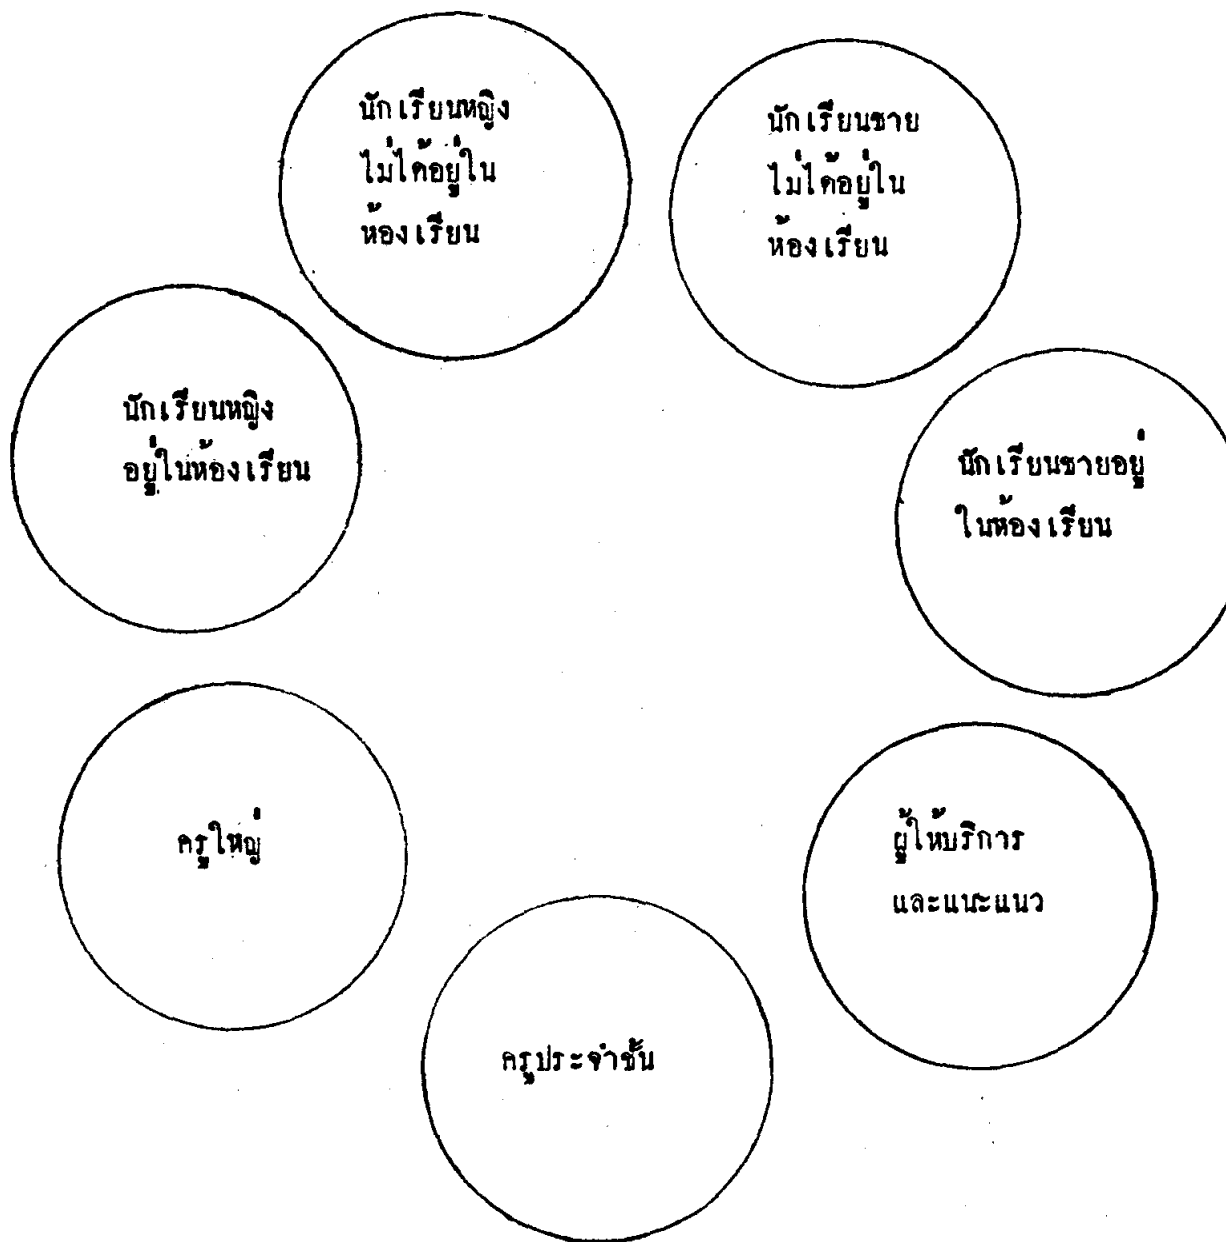 นักเรียนหญิง
ไม่ได้อยู่ใน
ห้องเรียน
นักเรียนชาย
ไม่ได้อยู่ใน
ห้องเรียน
นักเรียนหญิง
อยู่ในห้องเรียน
นักเรียนชายอยู่
ในห้องเรียน
ครูใหญ่
ผู้ให้บริการ
และแนะแนว
ครูประจำชั้น